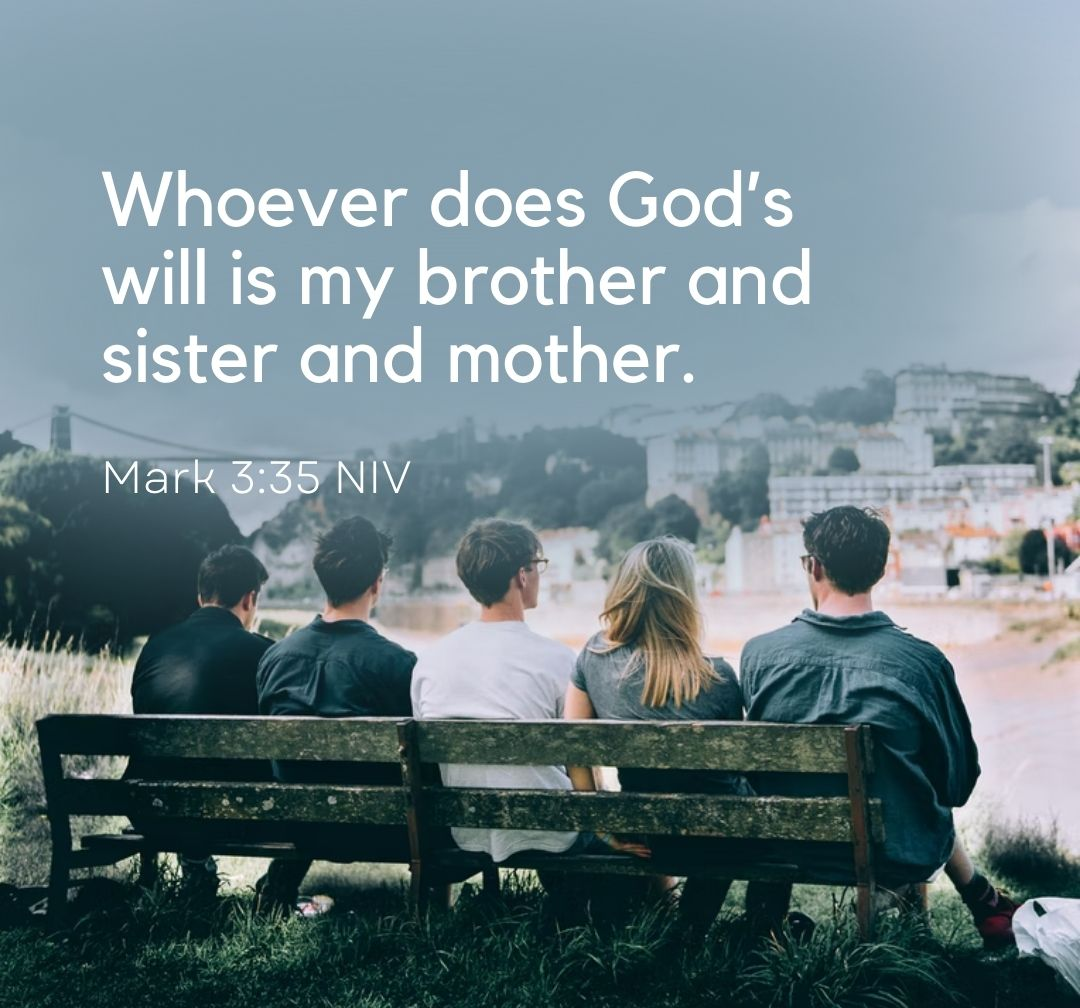 Whoever does God's
will is my brother and
sister and mother.
Mark 3:35 NIV